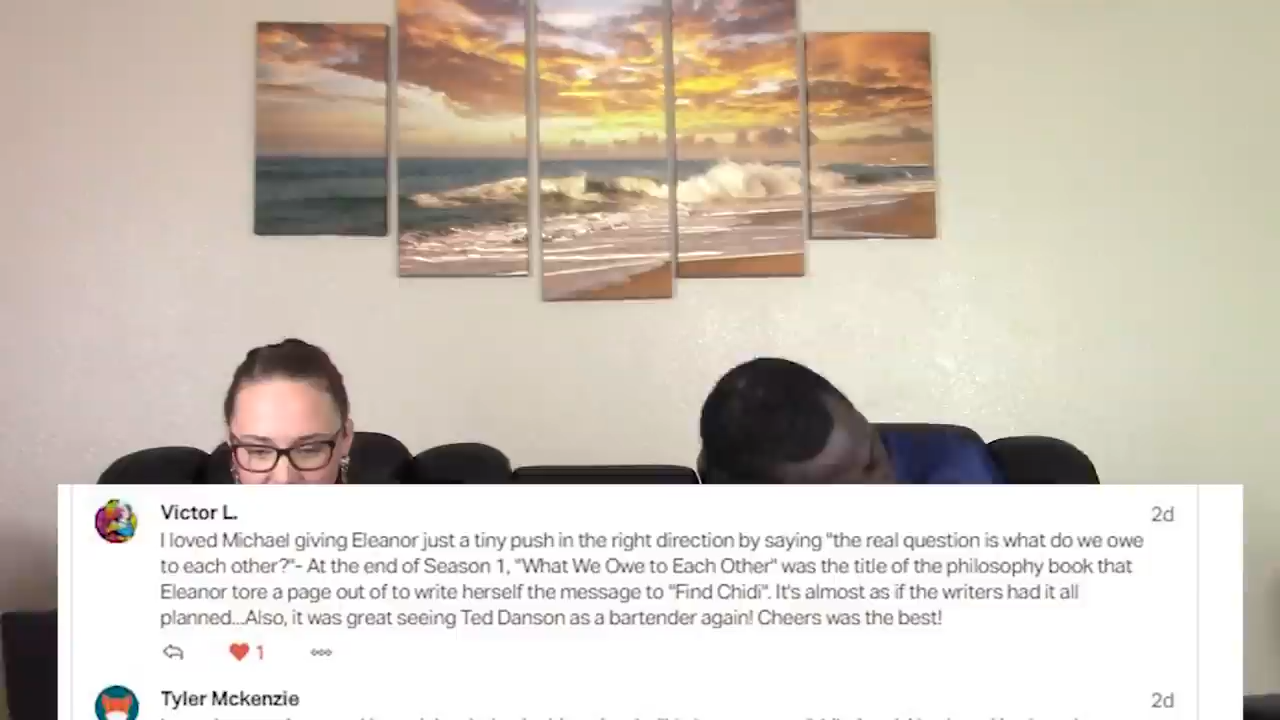 Victor L.
2d
I loved Michael giving Eleanor just a tiny push in the right direction by saying "the real question is what do we owe
to each other?"- At the end of Season 1, "What We Owe to Each Other" was the title of the philosophy book that
Eleanor tore a page out of to write herself the message to "Find Chidi". It's almost as if the writers had it all
planned...Also, it was great seeing Ted Danson as a bartender again! Cheers was the best!
1
Tyler Mckenzie
2d